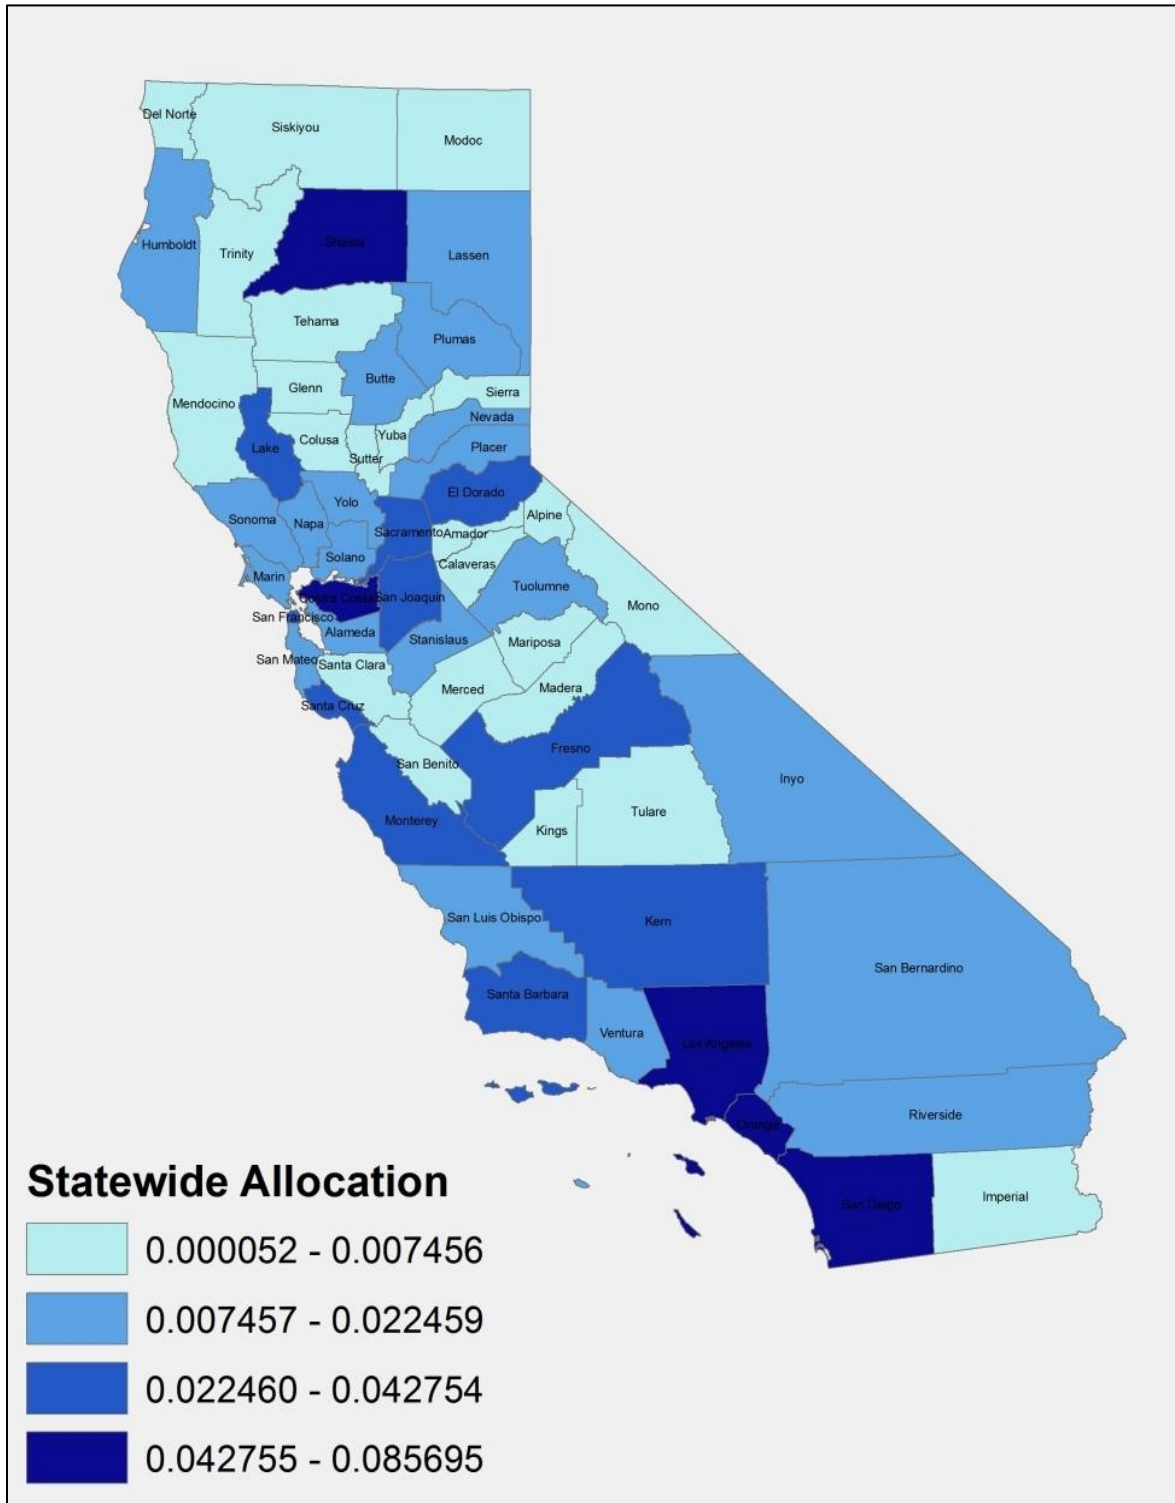 Del Norte
Siskiyou
Modoc
Humboldt
Trinity
Shasta
Lassen
Tehama
Plumas
Butte
Glenn
Sierra
Mendocino
Nevada
Colusa
Yuba
Lake
Sutter
Placer
El Dorado
Yolo
Sonoma
Napa
Sacramento
Alpine
Amador
Solano
Calaveras
Marin
Tuolumne
Contra Costa
San Joaquin
Mono
San Francisco
Alameda
Stanislaus
Mariposa
San Mateo
Santa Clara
Merced
Madera
Santa Cruz
Fresno
San Benito
Inyo
Monterey
Kings
Tulare
San Luis Obispo
Kern
San Bernardino
Santa Barbara
Ventura
Los Angeles
Riverside
Orange
San Diego
Imperial
Statewide Allocation
0.000052 - 0.007456
0.007457 - 0.022459
0.022460 - 0.042754
0.042755 - 0.085695